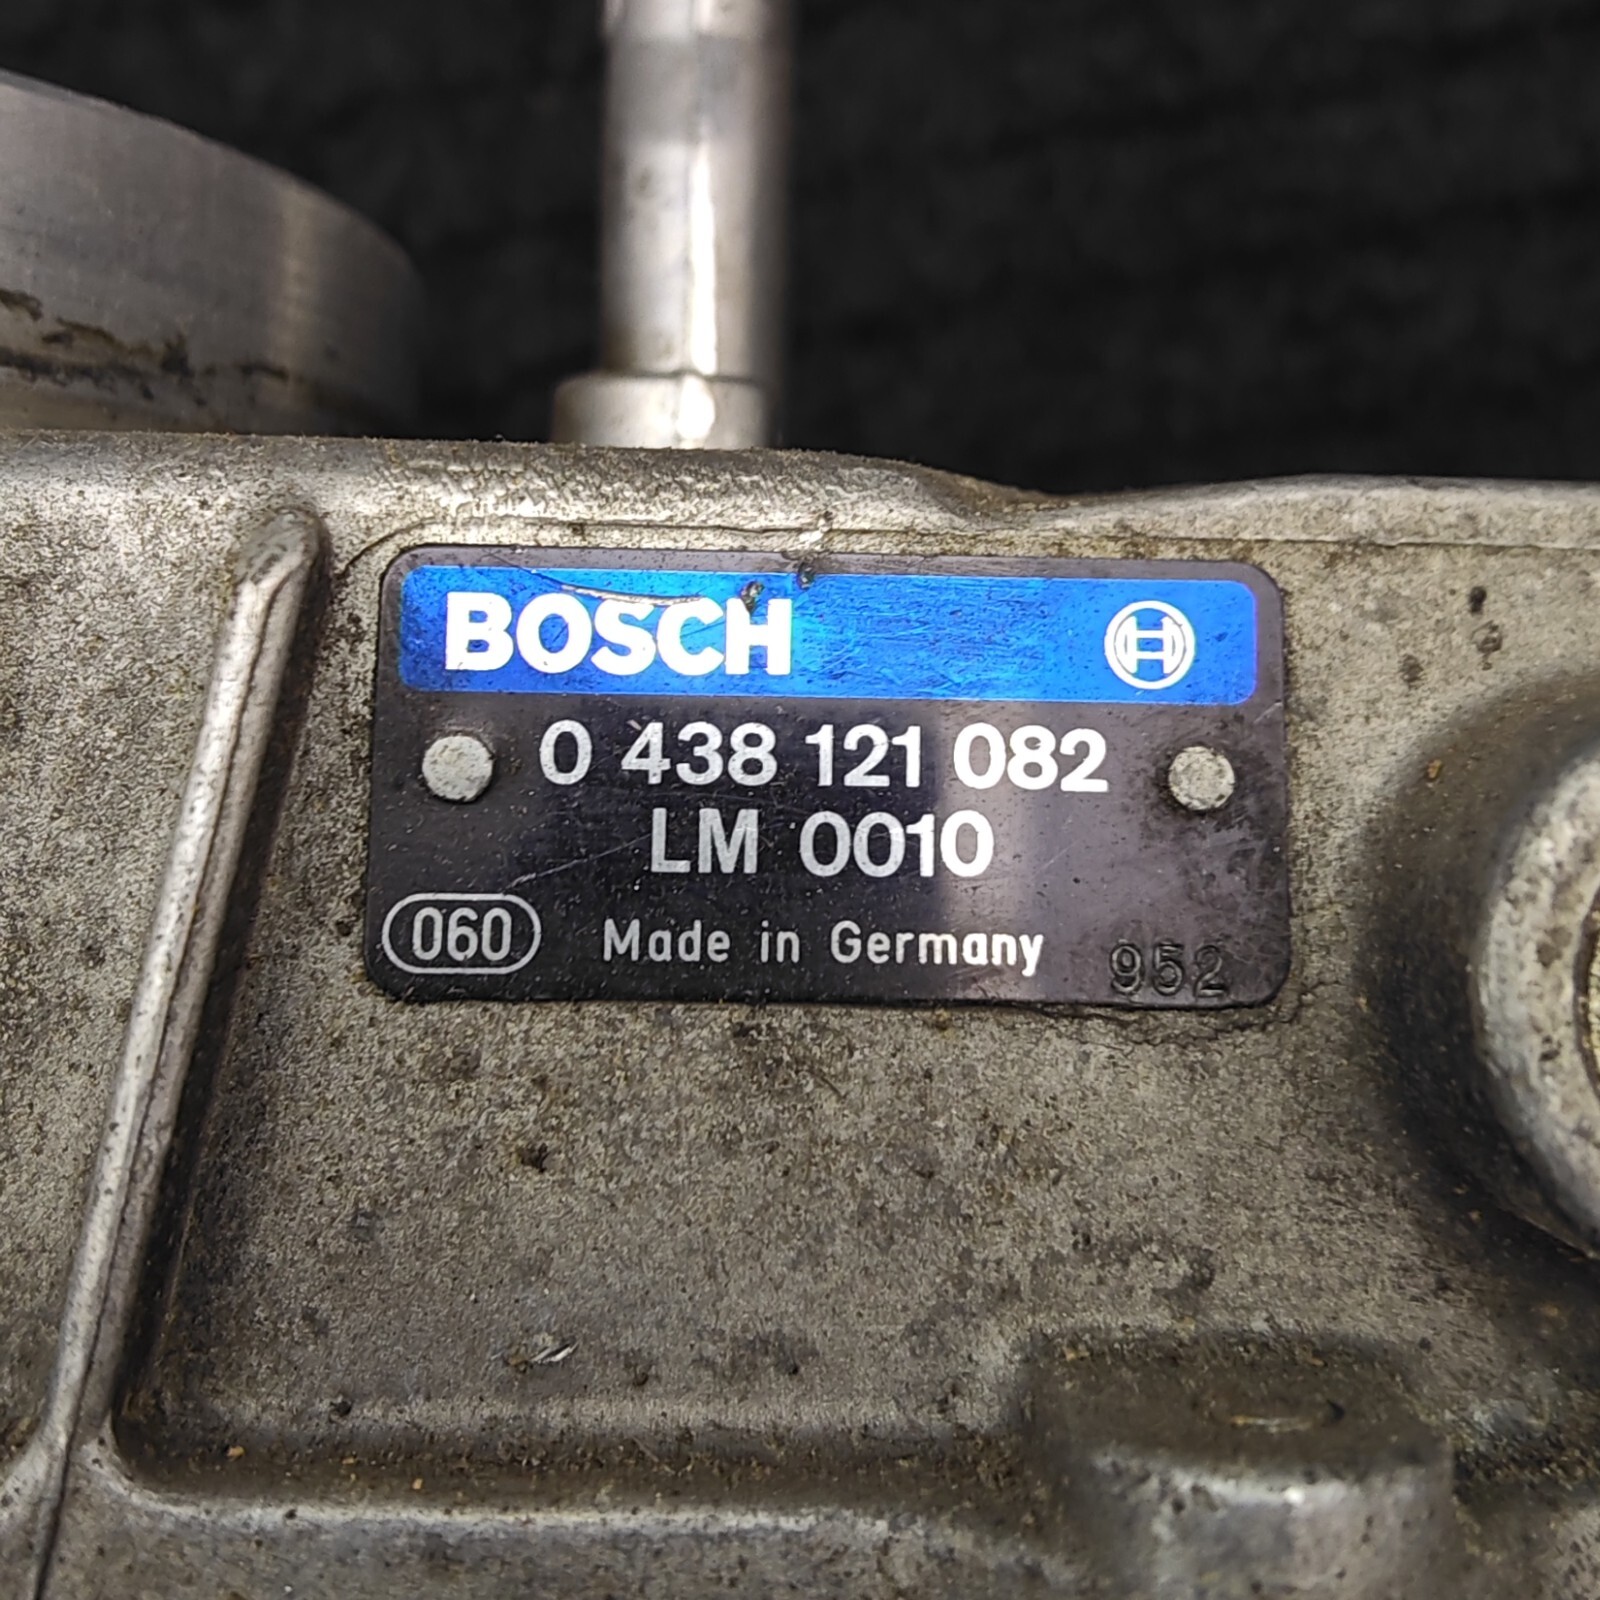 BOSCH
0 438 121 082
LM 0010
060 Made in Germany 952